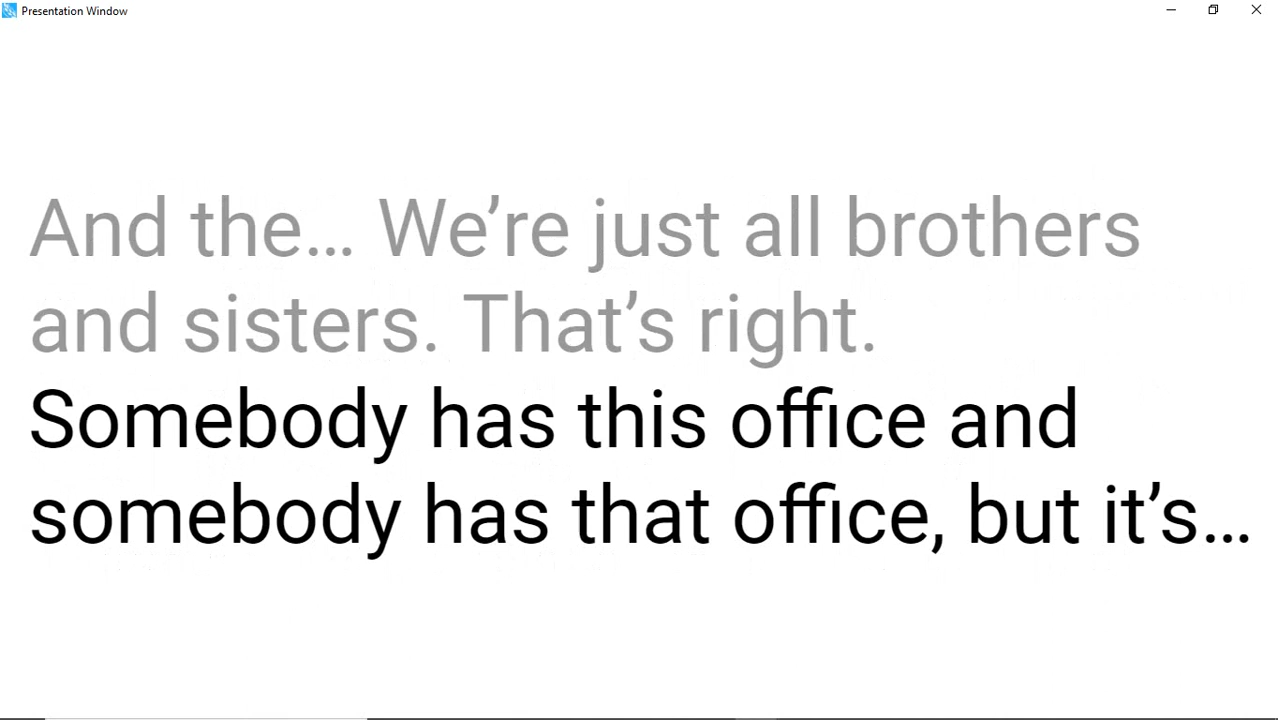 Presentation Window
And the… We’re just all brothers
and sisters. That’s right.
Somebody has this office and
somebody has that office, but it’s…